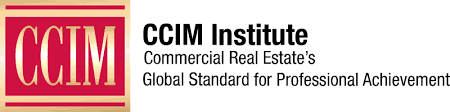 CCIM
CCIM Institute
Commercial Real Estate's
Global Standard for Professional Achievement